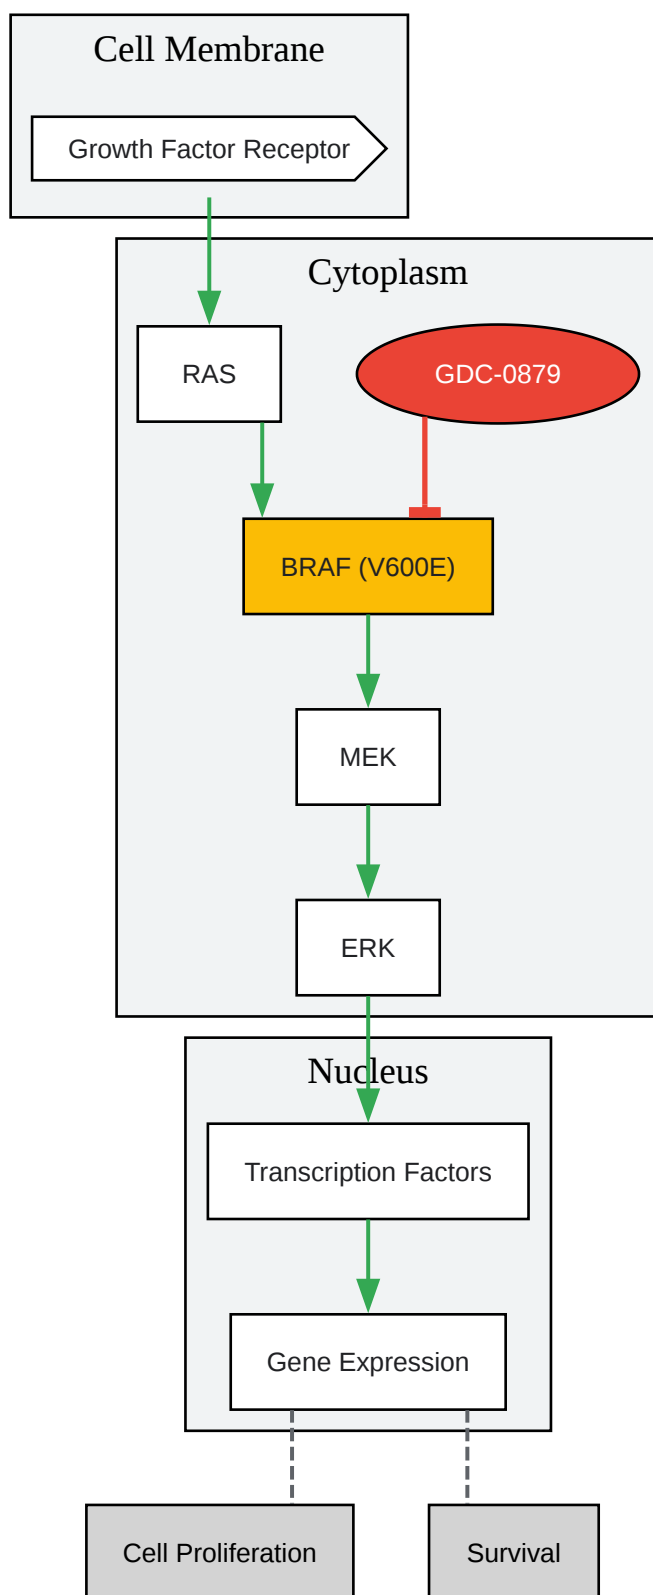 Cell Membrane
Growth Factor Receptor
Cytoplasm
RAS
GDC-0879
BRAF (V600E)
MEK
ERK
Nucleus
Transcription Factors
Gene Expression
Cell Proliferation
Survival